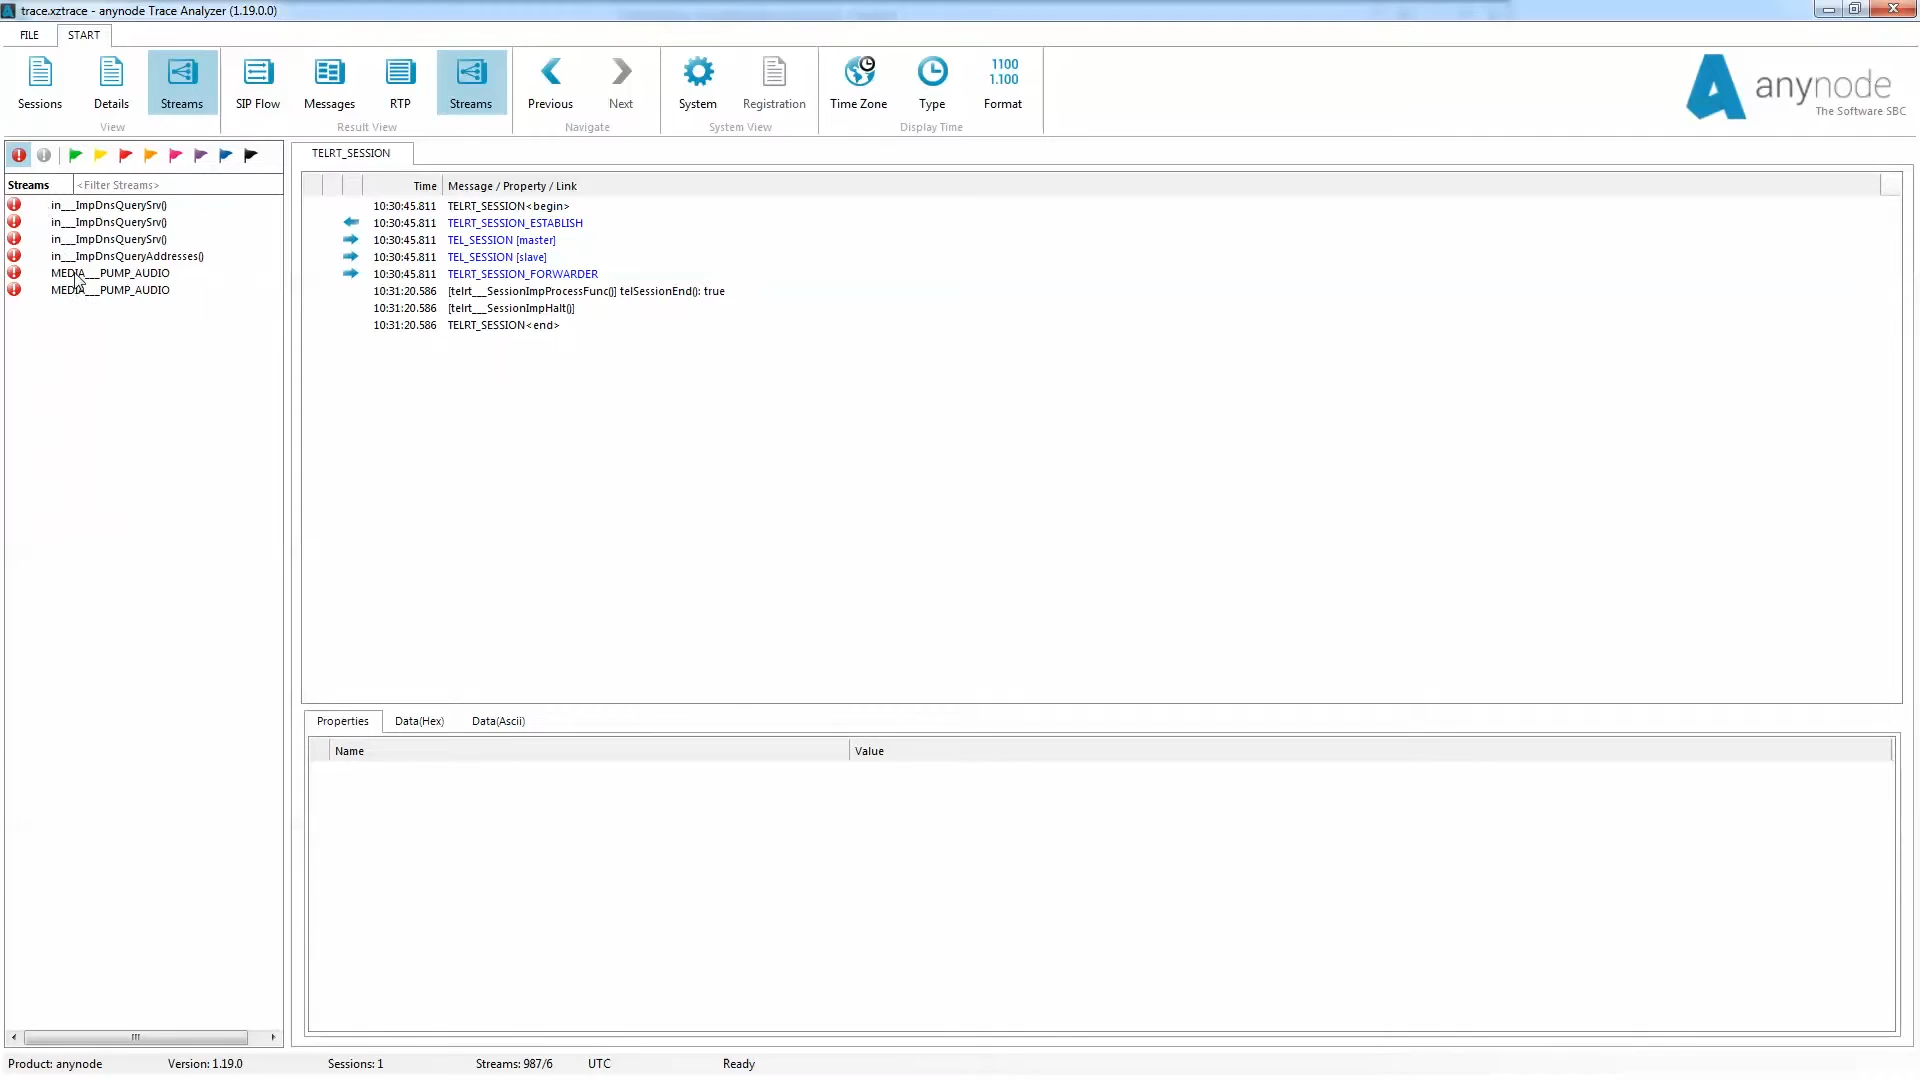 trace.xztrace - anynode Trace Analyzer (1.19.0.0)
FILE START
Sessions Details Streams SIP Flow Messages RTP Streams Previous Next System Registration Time Zone Type Format
1100
1.100
View Result View Navigate System View Display Time
anynode
The Software SBC
Streams <Filter Streams>
in___ImpDnsQuerySrv()
in___ImpDnsQuerySrv()
in___ImpDnsQuerySrv()
in___ImpDnsQueryAddresses()
MEDIA___PUMP_AUDIO
MEDIA___PUMP_AUDIO
TELRT_SESSION
Time Message / Property / Link
10:30:45.811 TELRT_SESSION<begin>
10:30:45.811 TELRT_SESSION_ESTABLISH
10:30:45.811 TEL_SESSION [master]
10:30:45.811 TEL_SESSION [slave]
10:30:45.811 TELRT_SESSION_FORWARDER
10:31:20.586 [telrt___SessionImpProcessFunc()] telSessionEnd(): true
10:31:20.586 [telrt___SessionImpHalt()]
10:31:20.586 TELRT_SESSION<end>
Properties Data(Hex) Data(Ascii)
Name Value
Product: anynode Version: 1.19.0 Sessions: 1 Streams: 987/6 UTC Ready